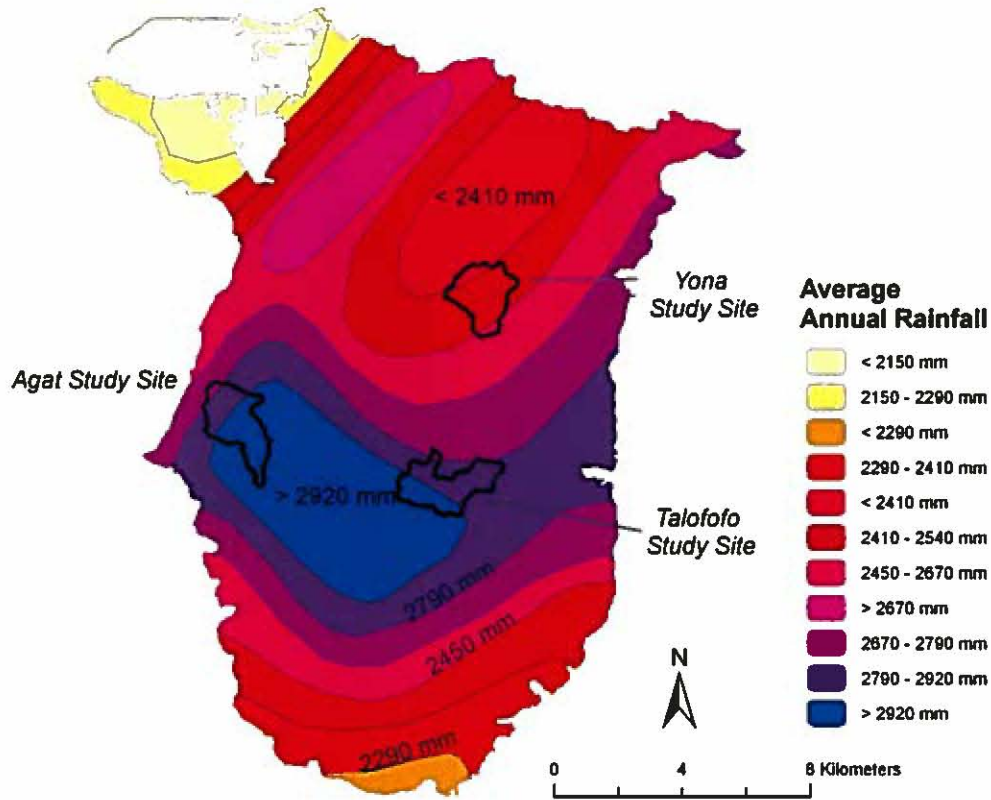 < 2410 mm
Yona
Study Site
Agat Study Site
> 2920 mm
Talofofo
Study Site
2790 mm
2450 mm
2290 mm
Average
Annual Rainfall
< 2150 mm
2150 - 2290 mm
< 2290 mm
2290 - 2410 mm
< 2410 mm
2410 - 2540 mm
2450 - 2670 mm
> 2670 mm
2670 - 2790 mm
2790 - 2920 mm
> 2920 mm
N
0 4 8 Kilometers